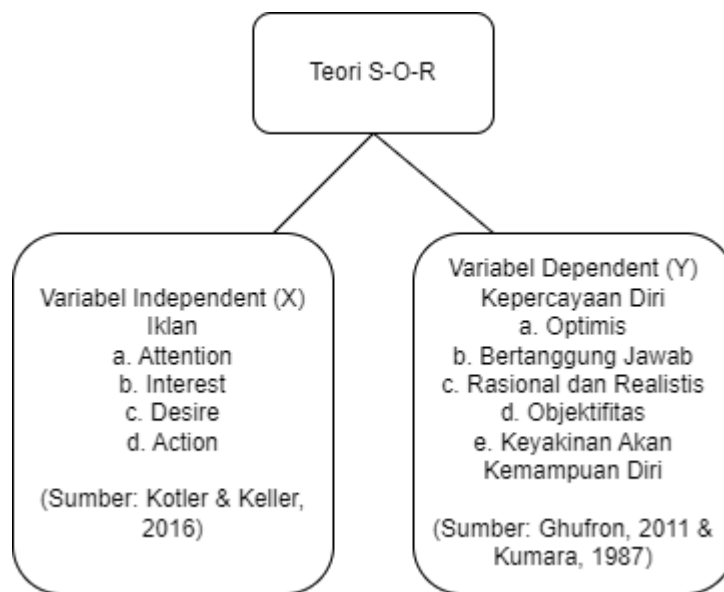 Teori S-O-R
Variabel Independent (X)
Iklan
a. Attention
b. Interest
c. Desire
d. Action
(Sumber: Kotler & Keller,
2016)
Variabel Dependent (Y)
Kepercayaan Diri
a. Optimis
b. Bertanggung Jawab
c. Rasional dan Realistis
d. Objektifitas
e. Keyakinan Akan
Kemampuan Diri
(Sumber: Ghufron, 2011 &
Kumara, 1987)